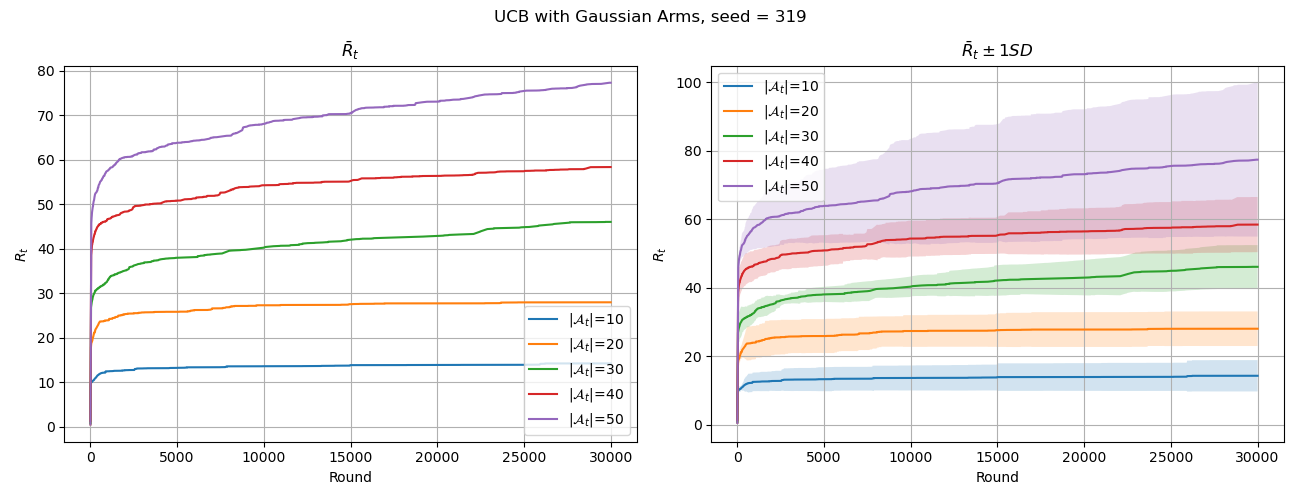 UCB with Gaussian Arms, seed = 319
R̄ₜ
80
70
60
50
40
30
20
10
0
Rₜ
|𝒜ₜ|=10
|𝒜ₜ|=20
|𝒜ₜ|=30
|𝒜ₜ|=40
|𝒜ₜ|=50
0 5000 10000 15000 20000 25000 30000
Round
R̄ₜ ± 1SD
|𝒜ₜ|=10
|𝒜ₜ|=20
|𝒜ₜ|=30
|𝒜ₜ|=40
|𝒜ₜ|=50
100
80
60
40
20
0
Rₜ
0 5000 10000 15000 20000 25000 30000
Round